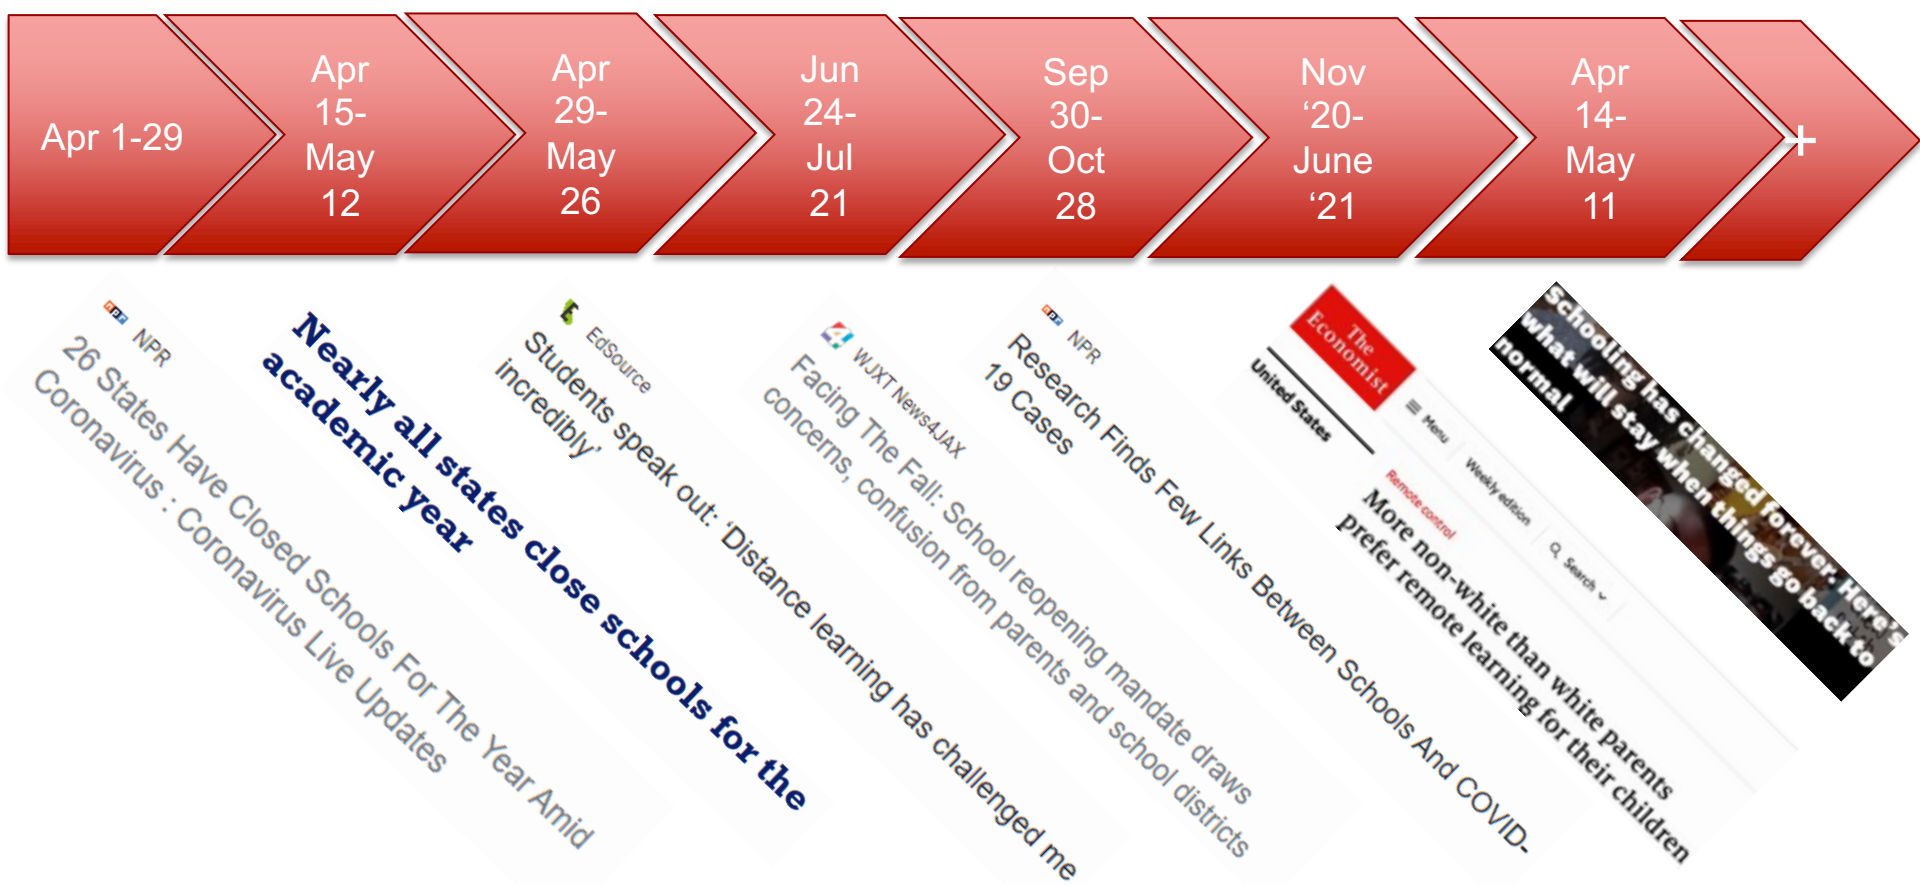 Apr 1-29
Apr
15-
May
12
Apr
29-
May
26
Jun
24-
Jul
21
Sep
30-
Oct
28
Nov
‘20-
June
‘21
Apr
14-
May
11
+
npr NPR
26 States Have Closed Schools For The Year Amid
Coronavirus : Coronavirus Live Updates
Nearly all states close schools for the
academic year
E EdSource
Students speak out: ‘Distance learning has challenged me
incredibly’
4 WJXT News4JAX
Facing The Fall: School reopening mandate draws
concerns, confusion from parents and school districts
npr NPR
Research Finds Few Links Between Schools And COVID-
19 Cases
The
Economist
Menu
Weekly edition
Search
United States
Remote control
More non-white than white parents
prefer remote learning for their children
Schooling has changed forever. Here’s
what will stay when things go back to
normal